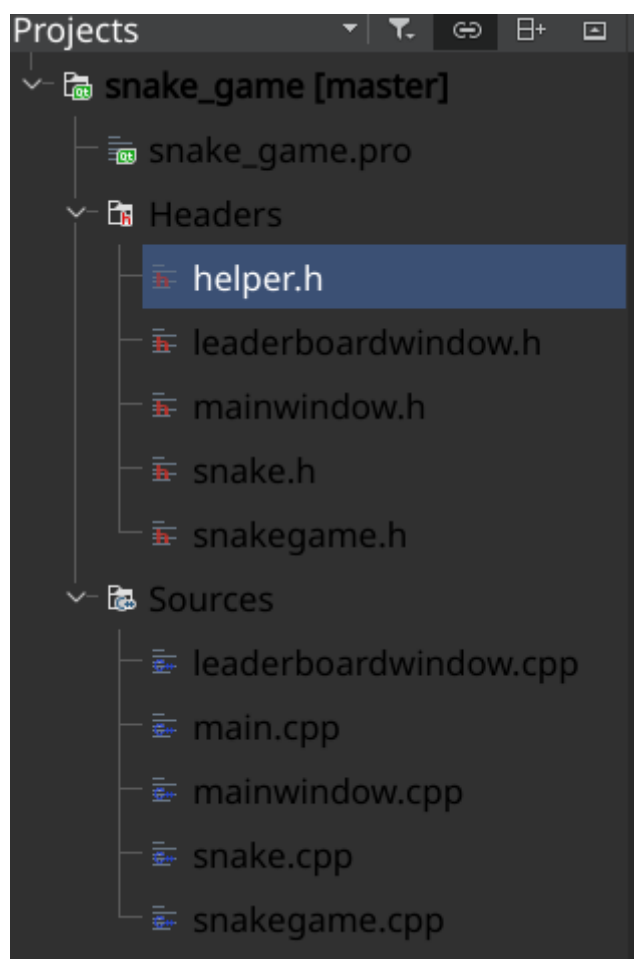 Projects
snake_game [master]
snake_game.pro
Headers
helper.h
leaderboardwindow.h
mainwindow.h
snake.h
snakegame.h
Sources
leaderboardwindow.cpp
main.cpp
mainwindow.cpp
snake.cpp
snakegame.cpp